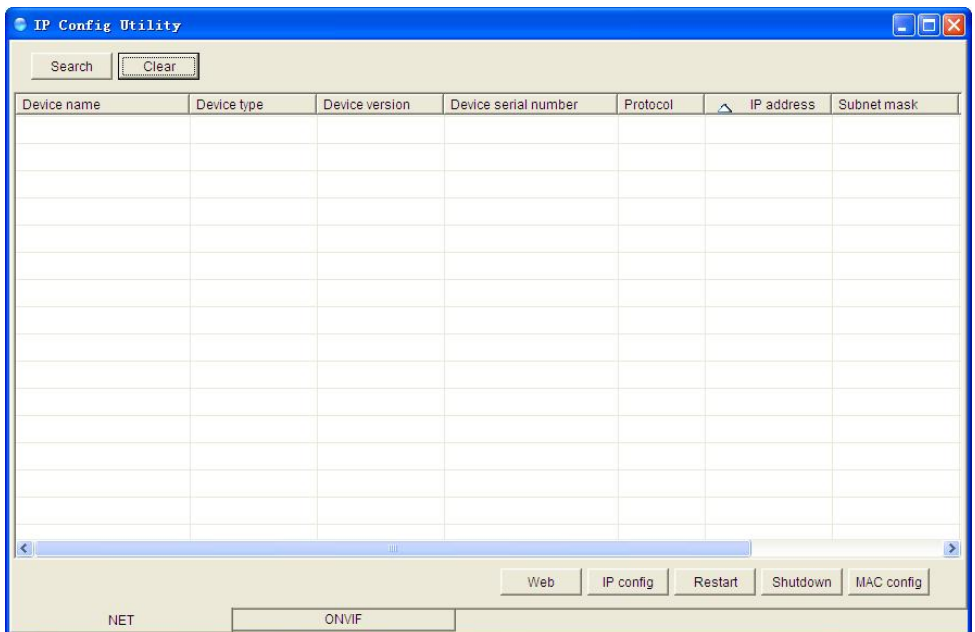 IP Config Utility
Search Clear
Device name Device type Device version Device serial number Protocol IP address Subnet mask
Web IP config Restart Shutdown MAC config
NET ONVIF